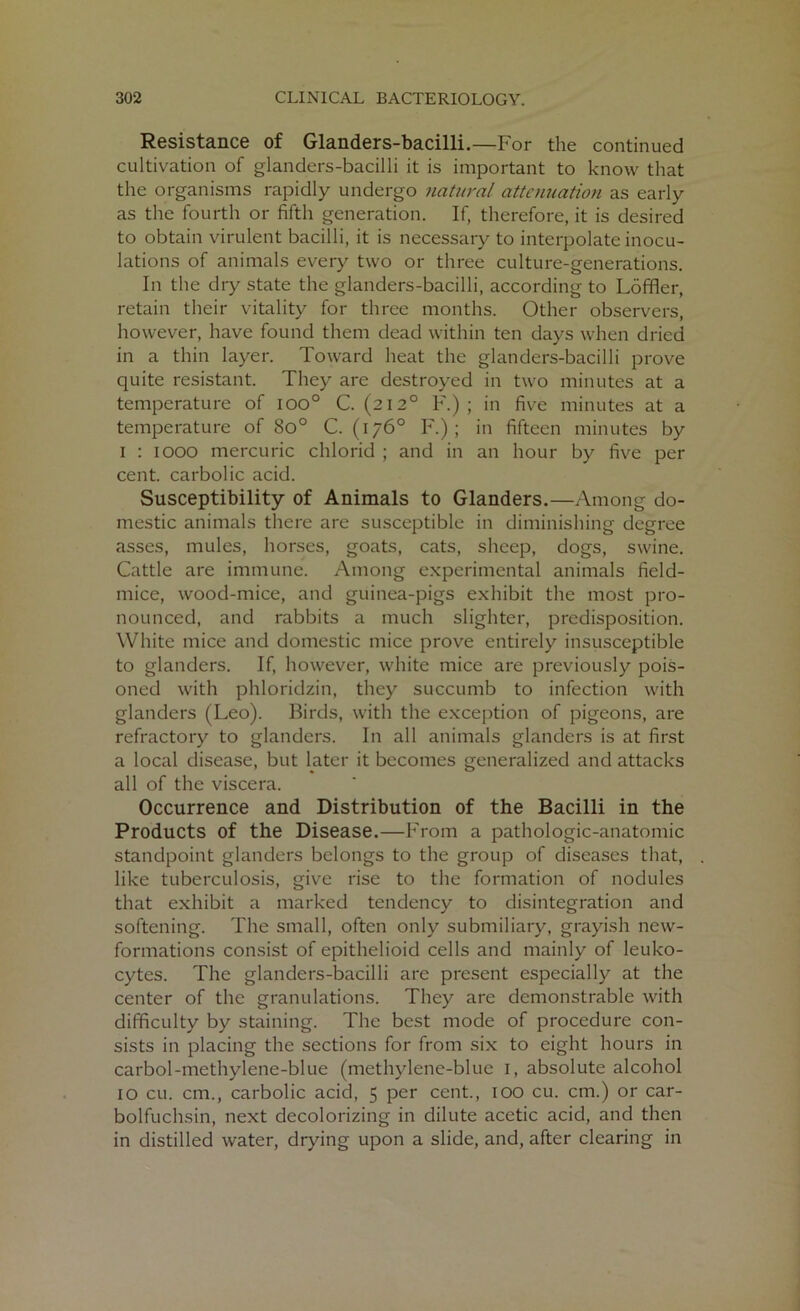 302 CLINICAL BACTERIOLOGY.
Resistance of Glanders-bacilli.—For the continued
cultivation of glanders-bacilli it is important to know that
the organisms rapidly undergo natural attenuation as early
as the fourth or fifth generation. If, therefore, it is desired
to obtain virulent bacilli, it is necessary to interpolate inocu-
lations of animals every two or three culture-generations.
In the dry state the glanders-bacilli, according to Löffler,
retain their vitality for three months. Other observers,
however, have found them dead within ten days when dried
in a thin layer. Toward heat the glanders-bacilli prove
quite resistant. They are destroyed in two minutes at a
temperature of 100° C. (212° F.) ; in five minutes at a
temperature of 80° C. (176° F.) ; in fifteen minutes by
1 : 1000 mercuric chlorid ; and in an hour by five per
cent. carbolic acid.
Susceptibility of Animals to Glanders.—Among do-
mestic animals there are susceptible in diminishing degree
asses, mules, horses, goats, cats, sheep, dogs, swine.
Cattle are immune. Among experimental animals field-
mice, wood-mice, and guinea-pigs exhibit the most pro-
nounced, and rabbits a much slighter, predisposition.
White mice and domestic mice prove entirely insusceptible
to glanders. If, however, white mice are previously pois-
oned with phloridzin, they succumb to infection with
glanders (Leo). Birds, with the exception of pigeons, are
refractory to glanders. In all animals glanders is at first
a local disease, but later it becomes generalized and attacks
all of the viscera.
Occurrence and Distribution of the Bacilli in the
Products of the Disease.—From a pathologic-anatomic
standpoint glanders belongs to the group of diseases that,
like tuberculosis, give rise to the formation of nodules
that exhibit a marked tendency to disintegration and
softening. The small, often only submiliary, grayish new-
formations consist of epithelioid cells and mainly of leuko-
cytes. The glanders-bacilli are present especially at the
center of the granulations. They are demonstrable with
difficulty by staining. The best mode of procedure con-
sists in placing the sections for from six to eight hours in
carbol-methylene-blue (methylene-blue 1, absolute alcohol
10 cu. cm., carbolic acid, 5 per cent., 100 cu. cm.) or car-
bolfuchsin, next decolorizing in dilute acetic acid, and then
in distilled water, drying upon a slide, and, after clearing in